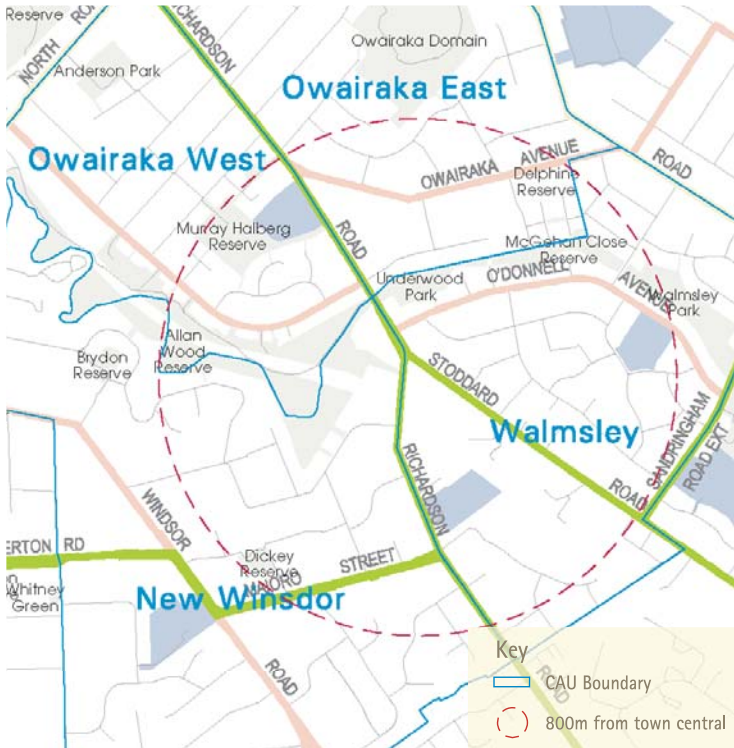 Reserve
NORTH
RICHARDSON
Owairaka Domain
Anderson Park
Owairaka East
Owairaka West
OWAIRAKA AVENUE
ROAD
Delphine
Reserve
Murray Halberg
Reserve
ROAD
McGehan Close
Reserve
Underwood
Park
O'DONNELL AVENUE
Walmsley
Park
Allan
Wood
Reserve
Brydon
Reserve
STODDARD ROAD
Walmsley
SANDRINGHAM
ROAD EXT
RICHARDSON
WINDSOR
ERTON RD
Dickey
Reserve
MAIORO STREET
Whitney
Green
New Winsdor
ROAD
ROAD
Key
CAU Boundary
800m from town central